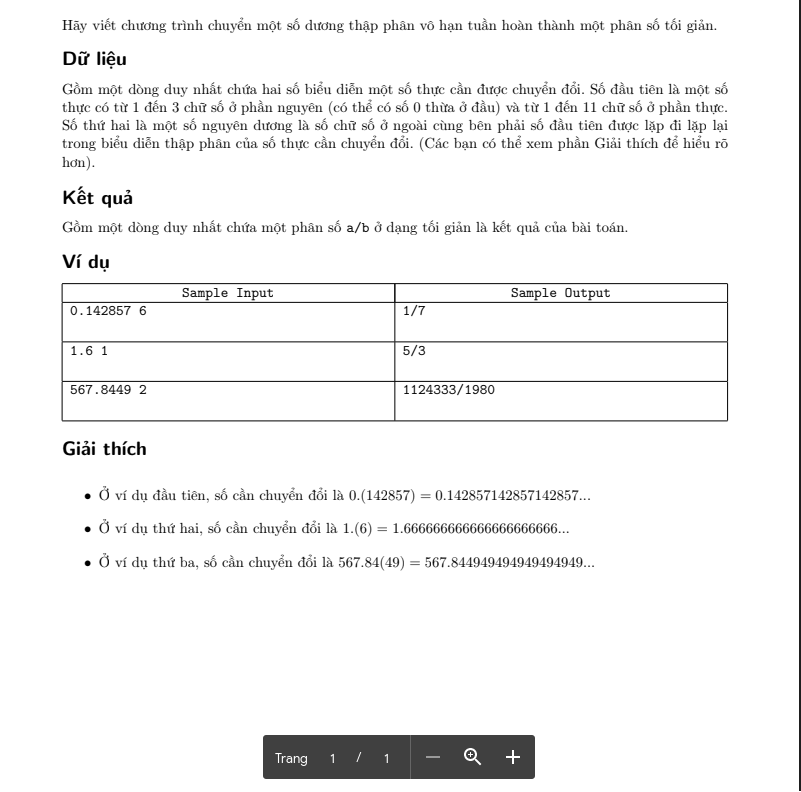 Hãy viết chương trình chuyển một số dương thập phân vô hạn tuần hoàn thành một phân số tối giản.
Dữ liệu
Gồm một dòng duy nhất chứa hai số biểu diễn một số thực cần được chuyển đổi. Số đầu tiên là một số
thực có từ 1 đến 3 chữ số ở phần nguyên (có thể có số 0 thừa ở đầu) và từ 1 đến 11 chữ số ở phần thực.
Số thứ hai là một số nguyên dương là số chữ số ở ngoài cùng bên phải số đầu tiên được lặp đi lặp lại
trong biểu diễn thập phân của số thực cần chuyển đổi. (Các bạn có thể xem phần Giải thích để hiểu rõ
hơn).
Kết quả
Gồm một dòng duy nhất chứa một phân số a/b ở dạng tối giản là kết quả của bài toán.
Ví dụ
Sample Input Sample Output
0.142857 6 1/7
1.6 1 5/3
567.8449 2 1124333/1980
Giải thích
• Ở ví dụ đầu tiên, số cần chuyển đổi là 0.(142857) = 0.142857142857142857...
• Ở ví dụ thứ hai, số cần chuyển đổi là 1.(6) = 1.666666666666666666666...
• Ở ví dụ thứ ba, số cần chuyển đổi là 567.84(49) = 567.844949494949494949...
Trang 1 / 1